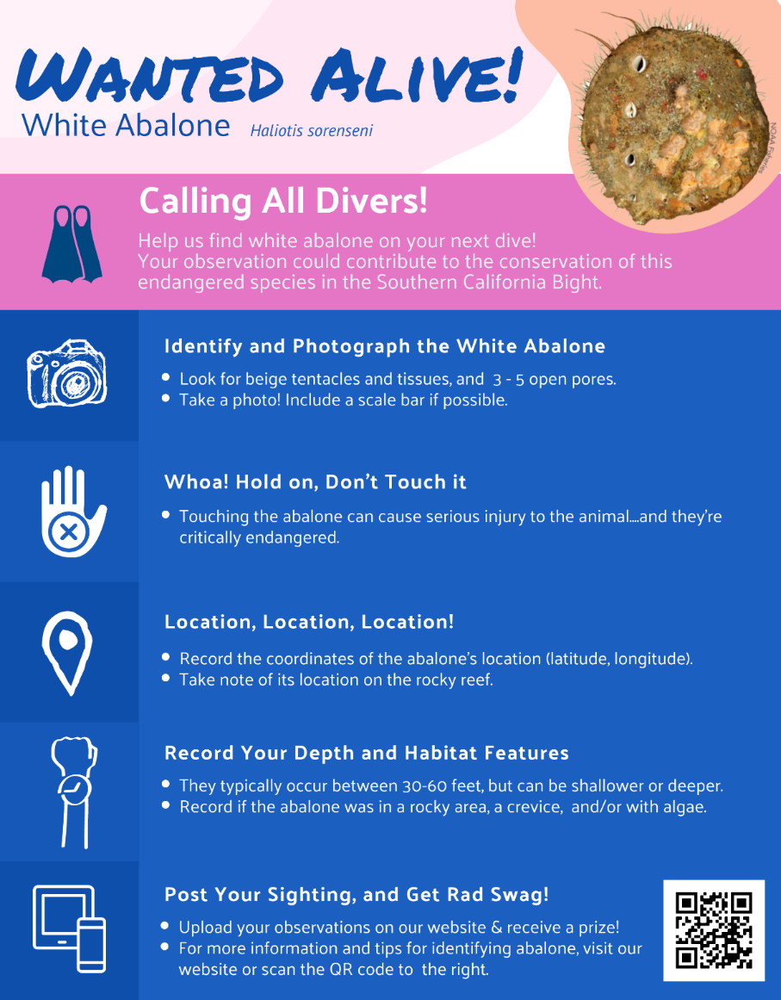 WANTED ALIVE!
White Abalone Haliotis sorenseni
NOAA Fisheries
Calling All Divers!
Help us find white abalone on your next dive!
Your observation could contribute to the conservation of this
endangered species in the Southern California Bight.
Identify and Photograph the White Abalone
• Look for beige tentacles and tissues, and 3 - 5 open pores.
• Take a photo! Include a scale bar if possible.
Whoa! Hold on, Don't Touch it
• Touching the abalone can cause serious injury to the animal....and they're
critically endangered.
Location, Location, Location!
• Record the coordinates of the abalone's location (latitude, longitude).
• Take note of its location on the rocky reef.
Record Your Depth and Habitat Features
• They typically occur between 30-60 feet, but can be shallower or deeper.
• Record if the abalone was in a rocky area, a crevice, and/or with algae.
Post Your Sighting, and Get Rad Swag!
• Upload your observations on our website & receive a prize!
• For more information and tips for identifying abalone, visit our
website or scan the QR code to the right.